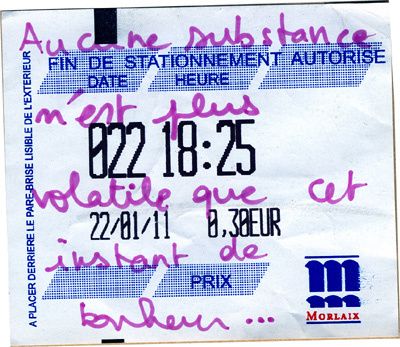 Aucune substance
FIN DE STATIONNEMENT AUTORISE
DATE HEURE
n'est plus
022 18:25
volatile que cet
22/01/11 0,30EUR
instant de
PRIX
bonheur...
MORLAIX
A PLACER DERRIERE LE PARE-BRISE LISIBLE DE L'EXTERIEUR